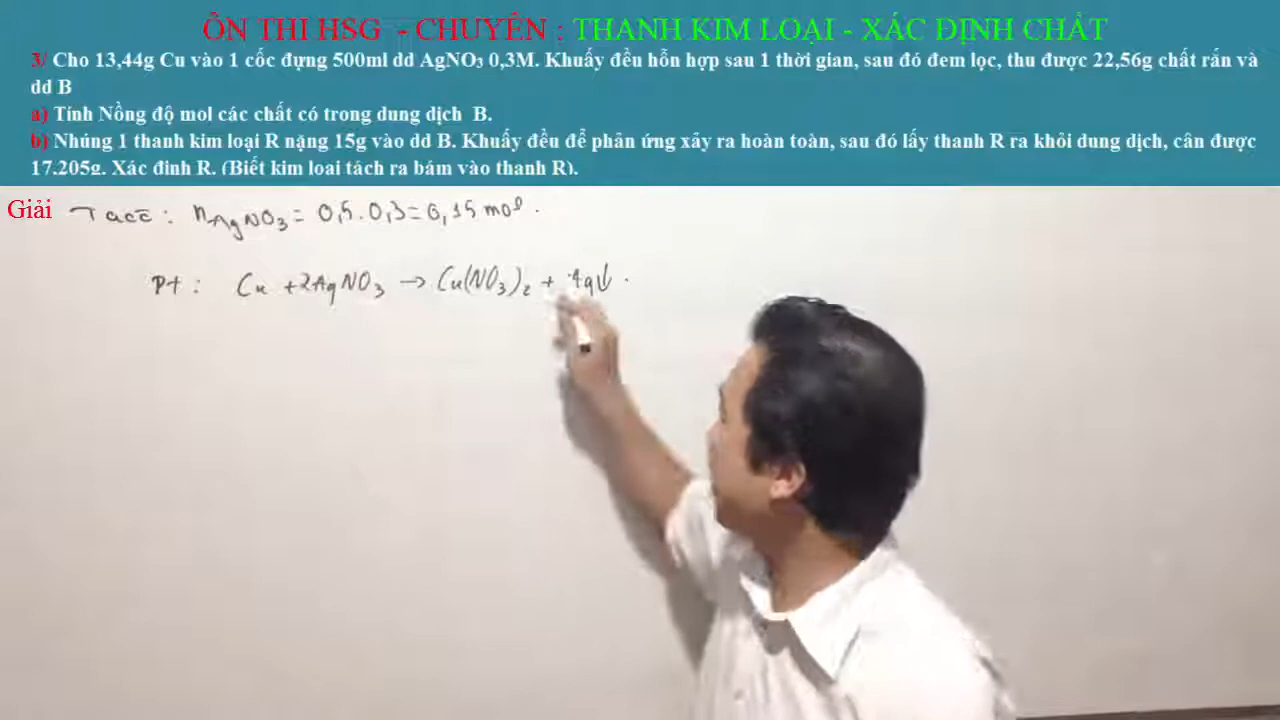 ÔN THI HSG - CHUYÊN : THANH KIM LOẠI - XÁC ĐỊNH CHẤT
3/ Cho 13,44g Cu vào 1 cốc đựng 500ml dd AgNO₃ 0,3M. Khuấy đều hỗn hợp sau 1 thời gian, sau đó đem lọc, thu được 22,56g chất rắn và
dd B
a) Tính Nồng độ mol các chất có trong dung dịch B.
b) Nhúng 1 thanh kim loại R nặng 15g vào dd B. Khuấy đều để phản ứng xảy ra hoàn toàn, sau đó lấy thanh R ra khỏi dung dịch, cân được
17,205g. Xác định R. (Biết kim loại tách ra bám vào thanh R).
Giải Ta có : nAgNO₃ = 0,5.0,3 = 0,15 mol.
Pt : Cu + 2AgNO₃ → Cu(NO₃)₂ + Ag↓.